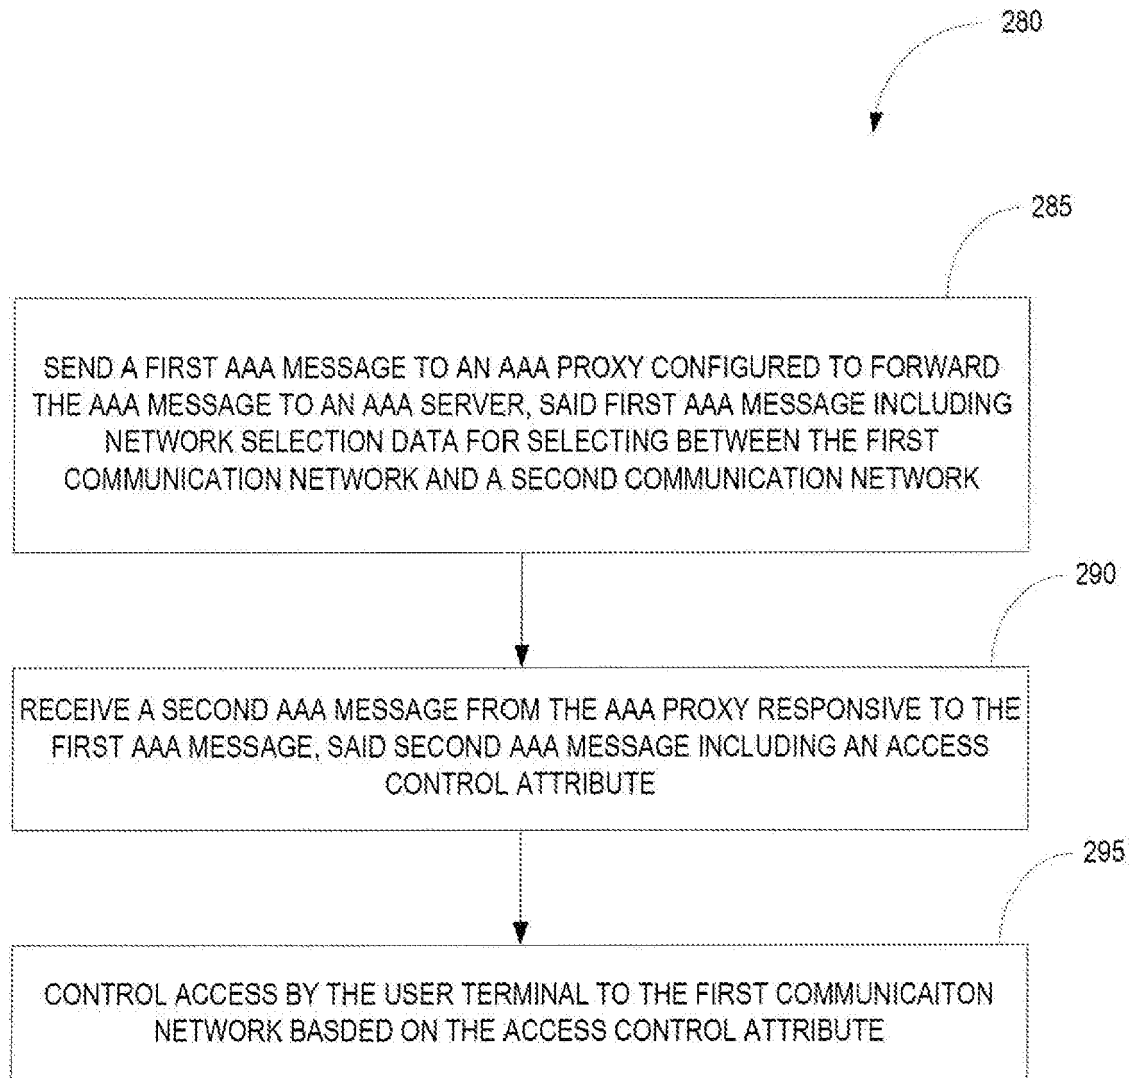 280
285
SEND A FIRST AAA MESSAGE TO AN AAA PROXY CONFIGURED TO FORWARD
THE AAA MESSAGE TO AN AAA SERVER, SAID FIRST AAA MESSAGE INCLUDING
NETWORK SELECTION DATA FOR SELECTING BETWEEN THE FIRST
COMMUNICATION NETWORK AND A SECOND COMMUNICATION NETWORK
290
RECEIVE A SECOND AAA MESSAGE FROM THE AAA PROXY RESPONSIVE TO THE
FIRST AAA MESSAGE, SAID SECOND AAA MESSAGE INCLUDING AN ACCESS
CONTROL ATTRIBUTE
295
CONTROL ACCESS BY THE USER TERMINAL TO THE FIRST COMMUNICAITON
NETWORK BASDED ON THE ACCESS CONTROL ATTRIBUTE